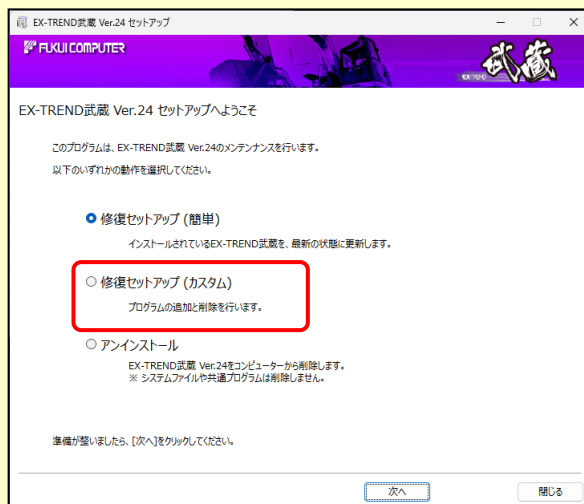 EX-TREND武蔵 Ver.24 セットアップ
FUKUI COMPUTER
EX-TREND 武蔵
EX-TREND武蔵 Ver.24 セットアップへようこそ
このプログラムは、EX-TREND武蔵 Ver.24のメンテンナンスを行います。
以下のいずれかの動作を選択してください。
修復セットアップ (簡単)
インストールされているEX-TREND武蔵を、最新の状態に更新します。
修復セットアップ (カスタム)
プログラムの追加と削除を行います。
アンインストール
EX-TREND武蔵 Ver.24をコンピューターから削除します。
※ システムファイルや共通プログラムは削除しません。
準備が整いましたら、[次へ]をクリックしてください。
次へ
閉じる